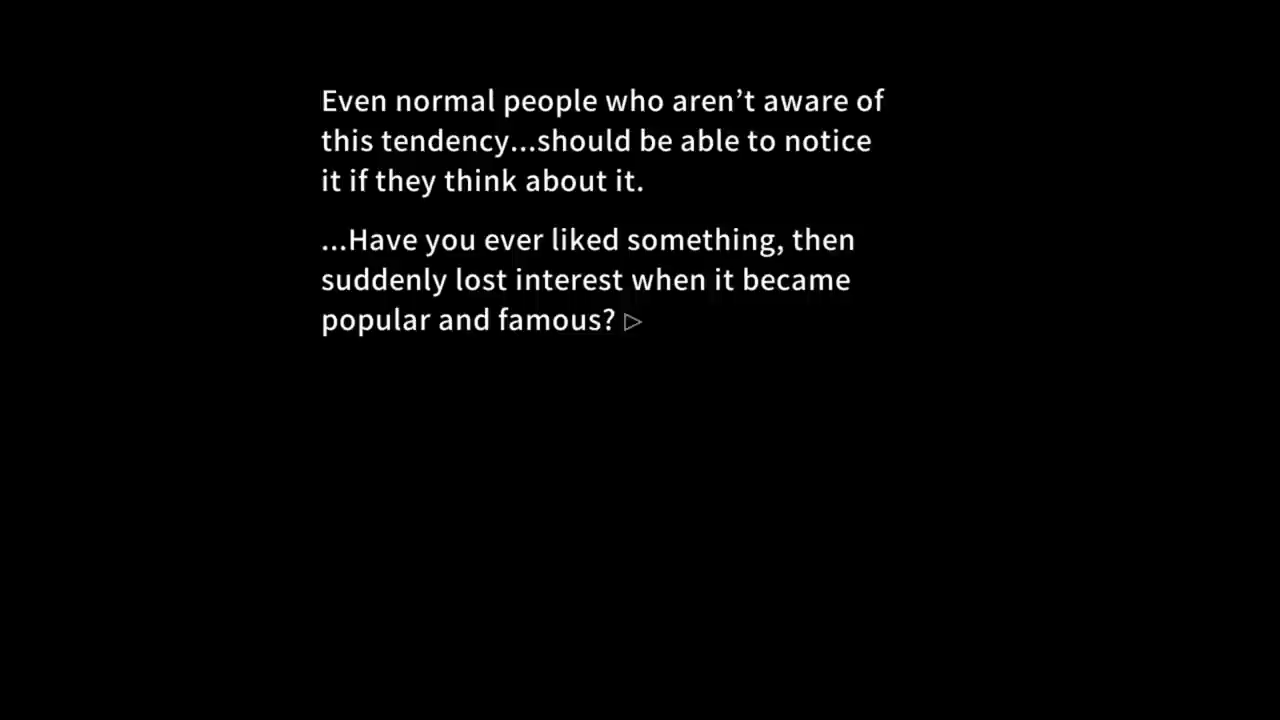 Even normal people who aren’t aware of
this tendency...should be able to notice
it if they think about it.
...Have you ever liked something, then
suddenly lost interest when it became
popular and famous? ▷